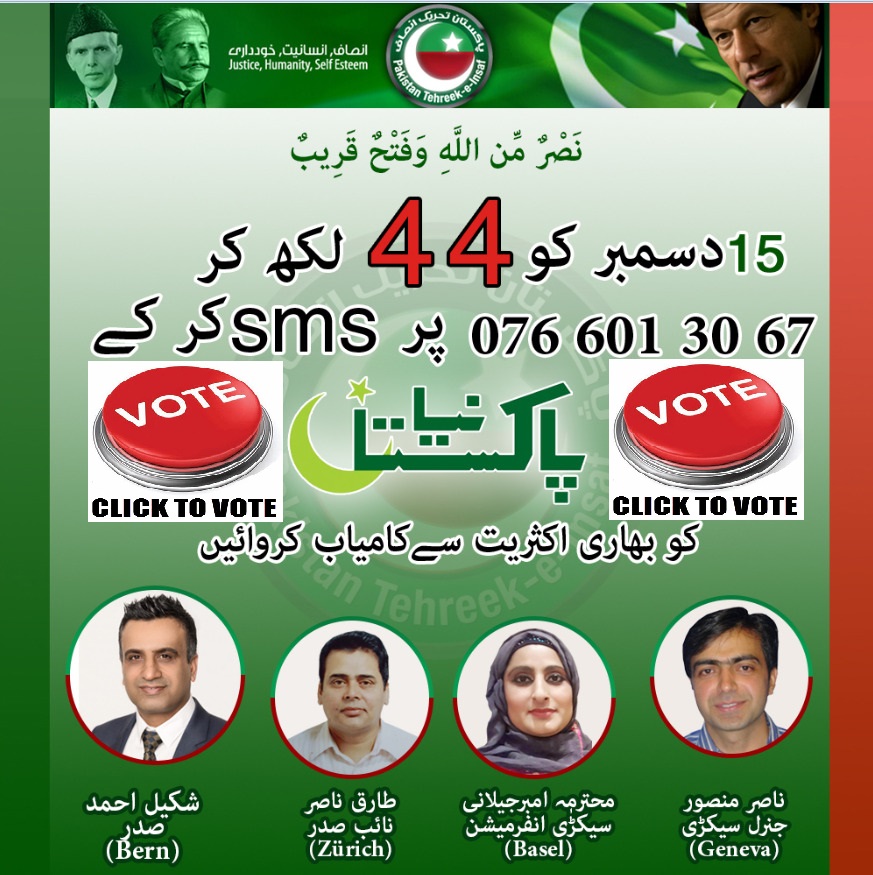 انصاف, انسانیت, خودداری
Justice, Humanity, Self Esteem
پاکستان تحریک انصاف
Pakistan Tehreek-e-Insaf
نَصْرٌ مِّن اللَّهِ وَفَتْحٌ قَرِيبٌ
15 دسمبر کو 44 لکھ کر
076 601 30 67 پر sms کر کے
VOTE
CLICK TO VOTE
نیا
پاکستان
VOTE
CLICK TO VOTE
کو بھاری اکثریت سے کامیاب کروائیں
شکیل احمد
صدر
(Bern)
طارق ناصر
نائب صدر
(Zürich)
محترمہ امبرجیلانی
سیکڑی انفرمیشن
(Basel)
ناصر منصور
جنرل سیکڑی
(Geneva)